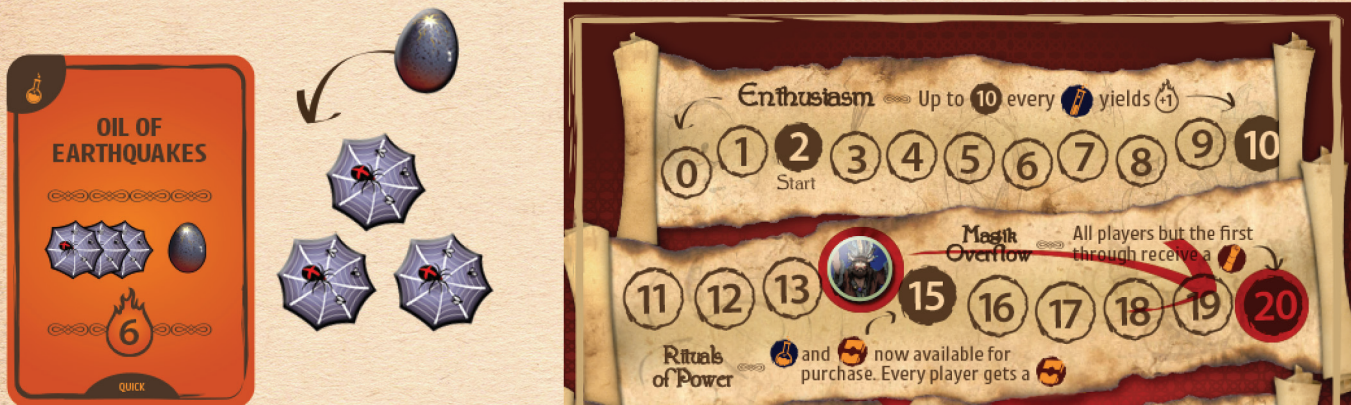 OIL OF
EARTHQUAKES
6
QUICK
Enthusiasm Up to 10 every yields +1
0 1 2 3 4 5 6 7 8 9 10
Start
Magik
Overflow
All players but the first
through receive a
11 12 13 15 16 17 18 19 20
Rituals
of Power
and now available for
purchase. Every player gets a